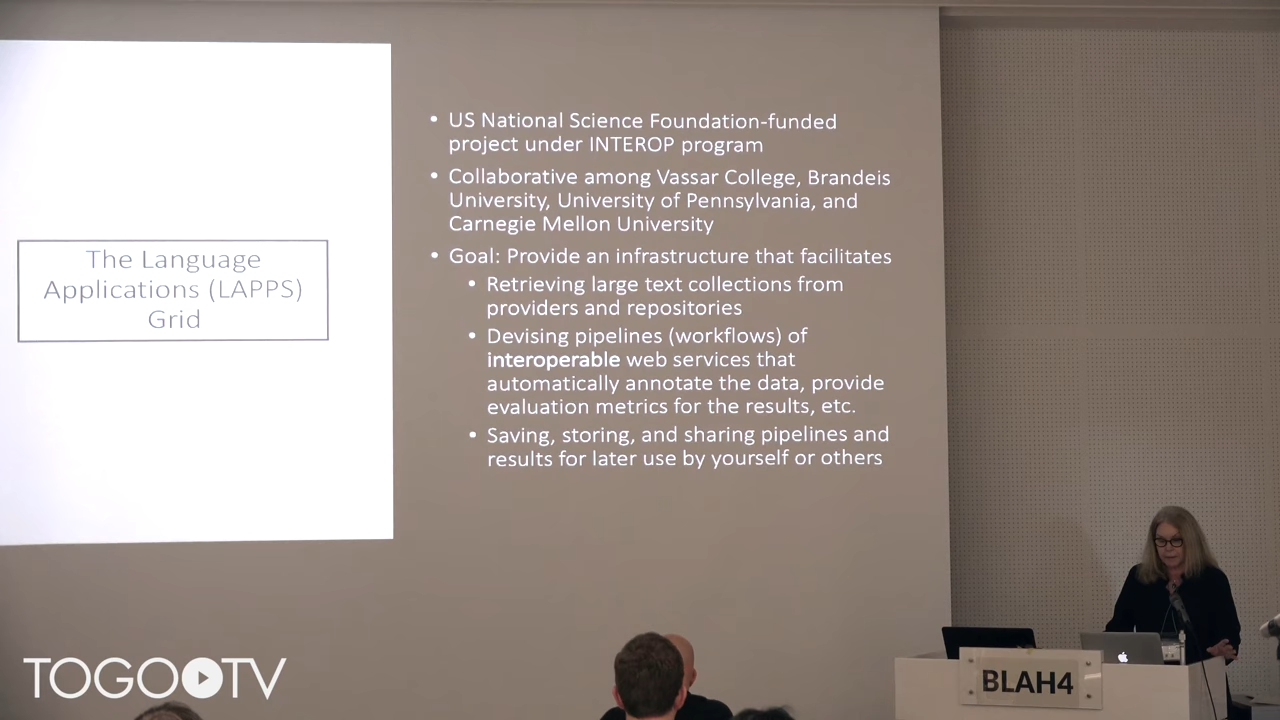 The Language
Applications (LAPPS)
Grid
• US National Science Foundation-funded
project under INTEROP program
• Collaborative among Vassar College, Brandeis
University, University of Pennsylvania, and
Carnegie Mellon University
• Goal: Provide an infrastructure that facilitates
• Retrieving large text collections from
providers and repositories
• Devising pipelines (workflows) of
interoperable web services that
automatically annotate the data, provide
evaluation metrics for the results, etc.
• Saving, storing, and sharing pipelines and
results for later use by yourself or others
BLAH4
TOGOTV